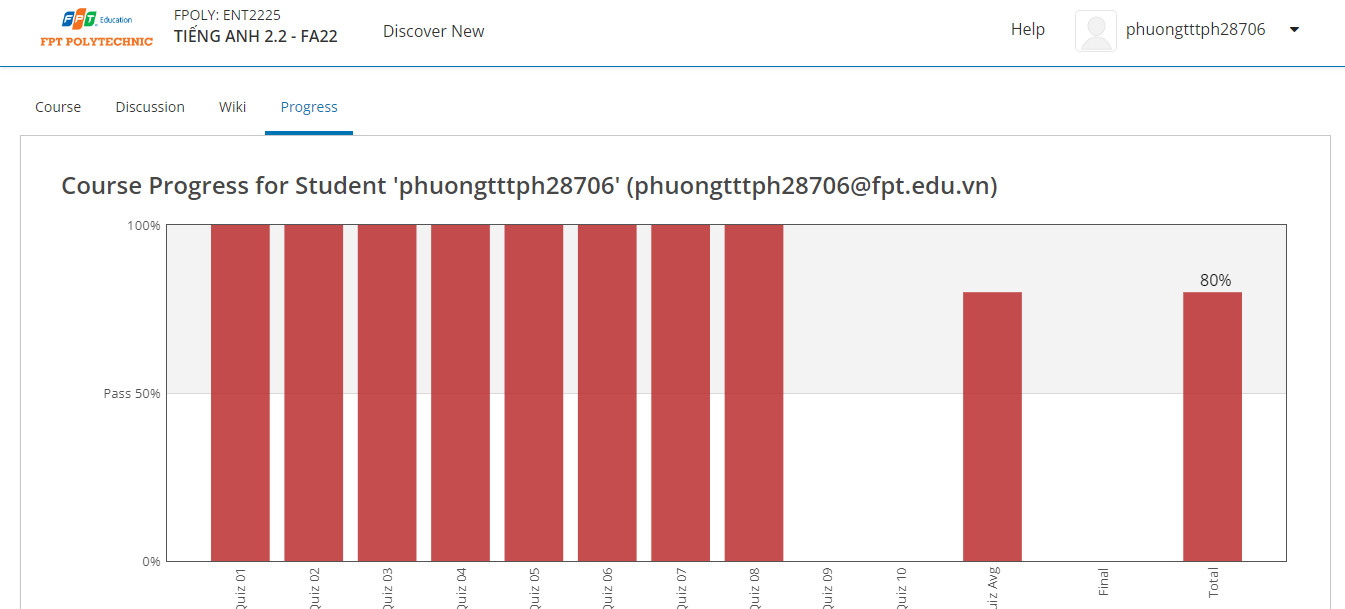 FPT Education
FPT POLYTECHNIC
FPOLY: ENT2225
TIẾNG ANH 2.2 - FA22
Discover New
Help
phuongtttph28706
Course
Discussion
Wiki
Progress
Course Progress for Student 'phuongtttph28706' (phuongtttph28706@fpt.edu.vn)
100%
Pass 50%
0%
80%
Quiz 01
Quiz 02
Quiz 03
Quiz 04
Quiz 05
Quiz 06
Quiz 07
Quiz 08
Quiz 09
Quiz 10
uiz Avg
Final
Total